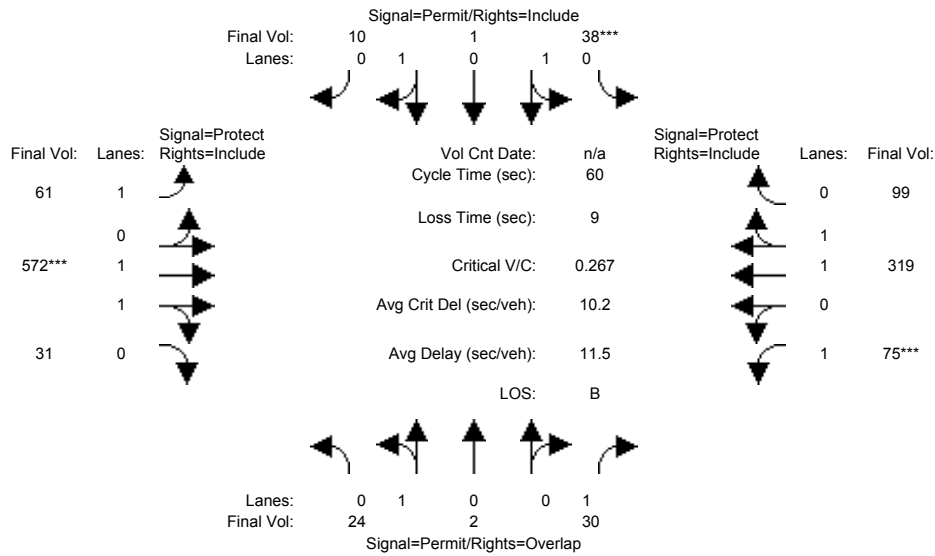 Signal=Permit/Rights=Include
Final Vol: 10 1 38***
Lanes: 0 1 0 1 0
Signal=Protect Signal=Protect
Final Vol: Lanes: Rights=Include Vol Cnt Date: n/a Rights=Include Lanes: Final Vol:
Cycle Time (sec): 60
61 1 0 99
Loss Time (sec): 9
0 1
572*** 1 Critical V/C: 0.267 1 319
1 Avg Crit Del (sec/veh): 10.2 0
31 0 Avg Delay (sec/veh): 11.5 1 75***
LOS: B
Lanes: 0 1 0 0 1
Final Vol: 24 2 30
Signal=Permit/Rights=Overlap